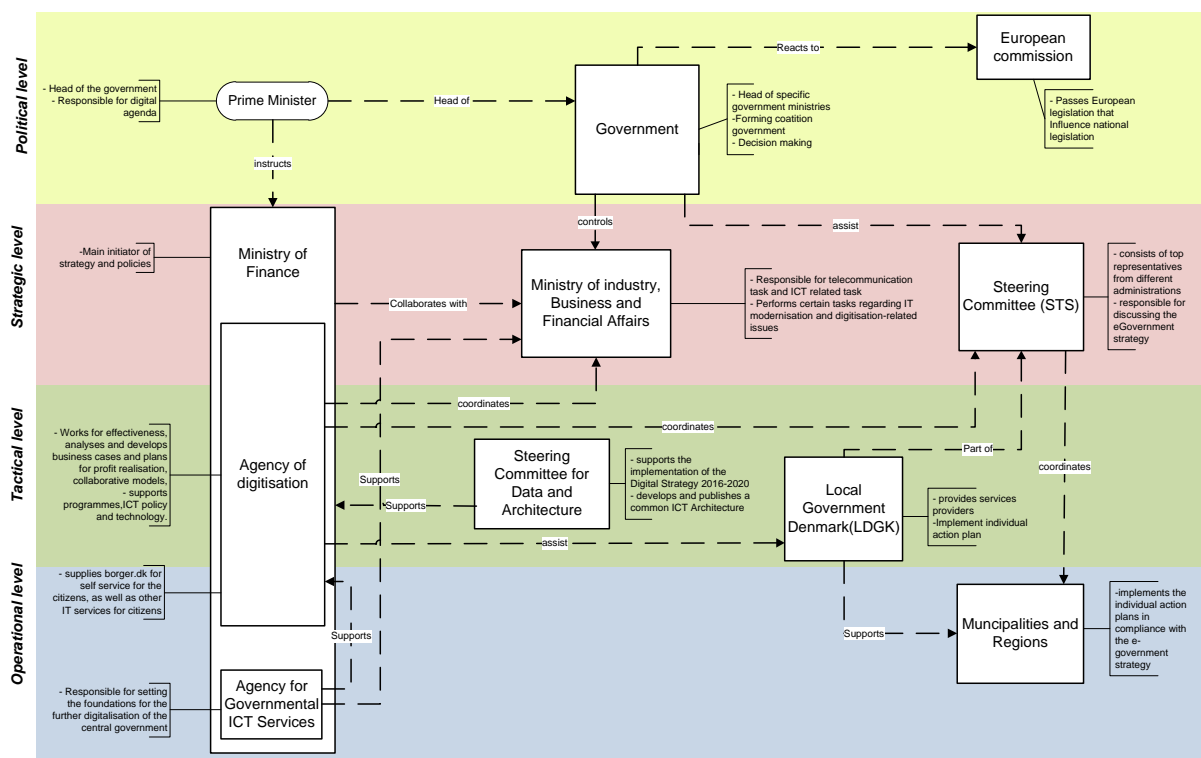 Political level
- Head of the government
- Responsible for digital
agenda
Prime Minister
Head of
instructs
Government
- Head of specific
government ministries
-Forming coatition
government
- Decision making
Reacts to
European
commission
- Passes European
legislation that
Influence national
legislation
Strategic level
-Main initiator of
strategy and policies
Ministry of
Finance
controls
assist
Collaborates with
Ministry of industry,
Business and
Financial Affairs
- Responsible for telecommunication
task and ICT related task
- Performs certain tasks regarding IT
modernisation and digitisation-related
issues
Steering
Committee (STS)
- consists of top
representatives
from different
administrations
- responsible for
discussing the
eGovernment
strategy
Tactical level
- Works for effectiveness,
analyses and develops
business cases and plans
for profit realisation,
collaborative models,
- supports
programmes,ICT policy
and technology.
Agency of
digitisation
coordinates
coordinates
Supports
Supports
Steering
Committee for
Data and
Architecture
- supports the
implementation of the
Digital Strategy 2016-2020
- develops and publishes a
common ICT Architecture
assist
Part of
Local
Government
Denmark(LDGK)
- provides services
providers
-Implement individual
action plan
coordinates
Operational level
- supplies borger.dk for
self service for the
citizens, as well as other
IT services for citizens
Supports
Supports
Muncipalities and
Regions
-implements the
individual action
plans in
compliance with
the e-
government
strategy
- Responsible for setting
the foundations for the
further digitalisation of the
central government
Agency for
Governmental
ICT Services